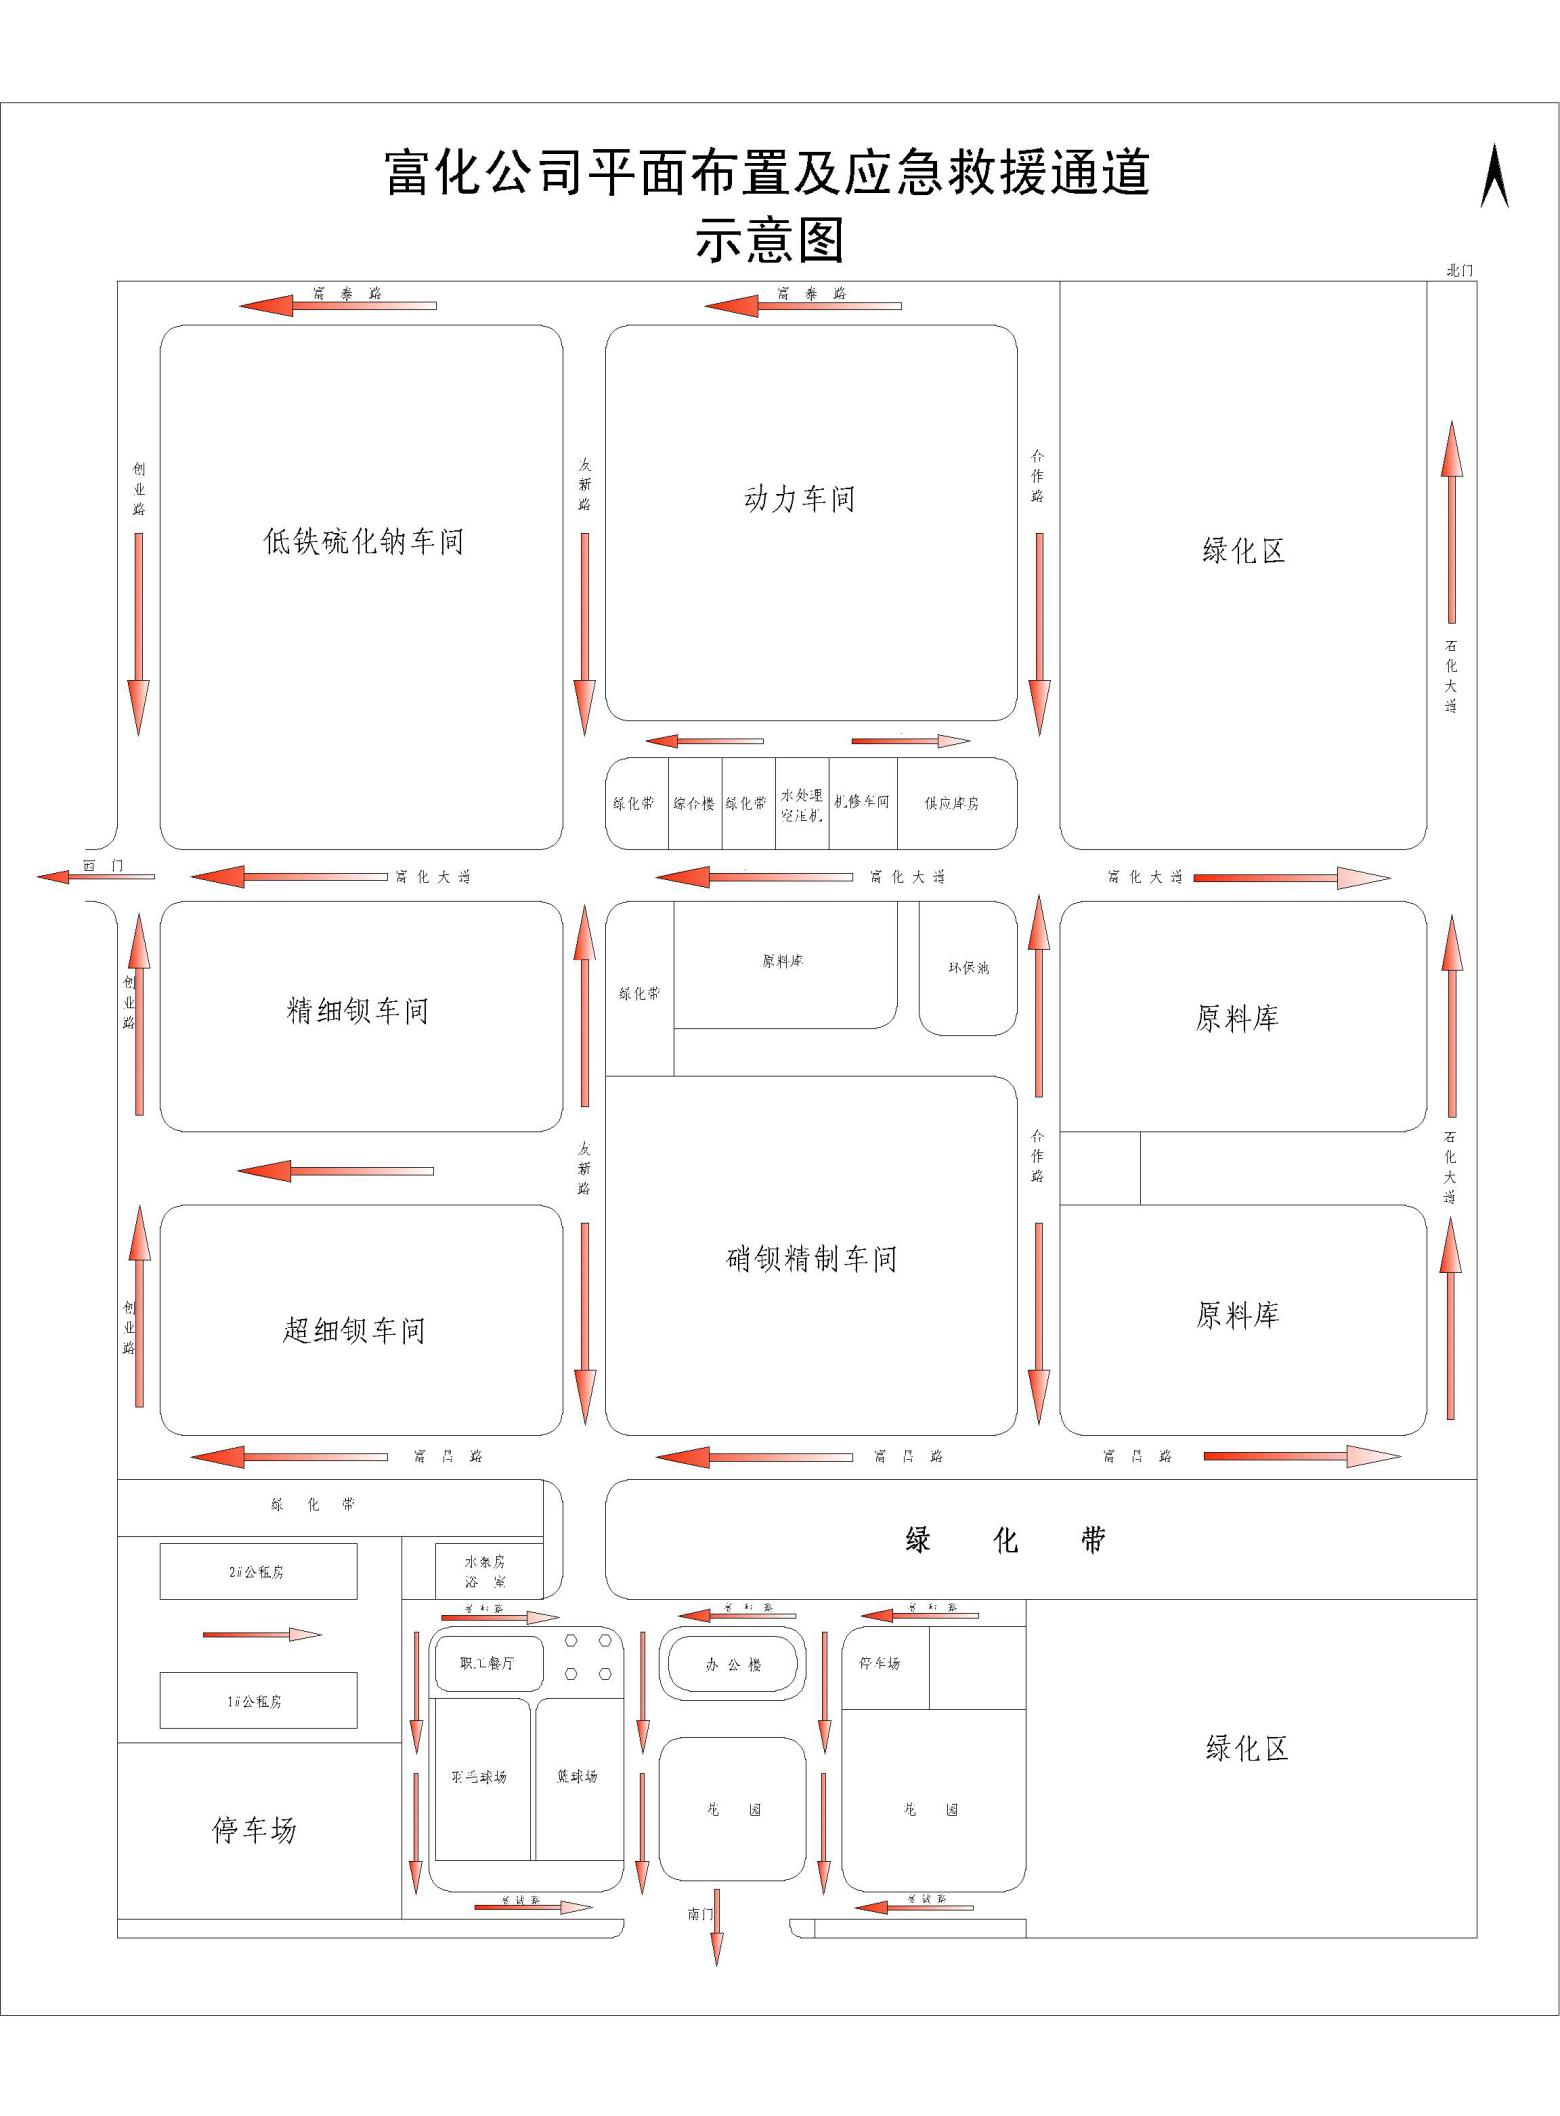 富化公司平面布置及应急救援通道
示意图
北门
富泰路
富泰路
创业路
友新路
合作路
低铁硫化钠车间
动力车间
绿化区
石化大道
绿化带
综合楼
绿化带
水处理
空压机
机修车间
供应库房
西门
富化大道
富化大道
富化大道
创业路
精细钡车间
绿化带
原料库
环保池
原料库
友新路
合作路
石化大道
创业路
超细钡车间
硝钡精制车间
原料库
富昌路
富昌路
富昌路
绿化带
绿化带
2#公租房
水泵房
浴室
1#公租房
职工餐厅
办公楼
停车场
绿化区
羽毛球场
篮球场
花园
花园
停车场
南门